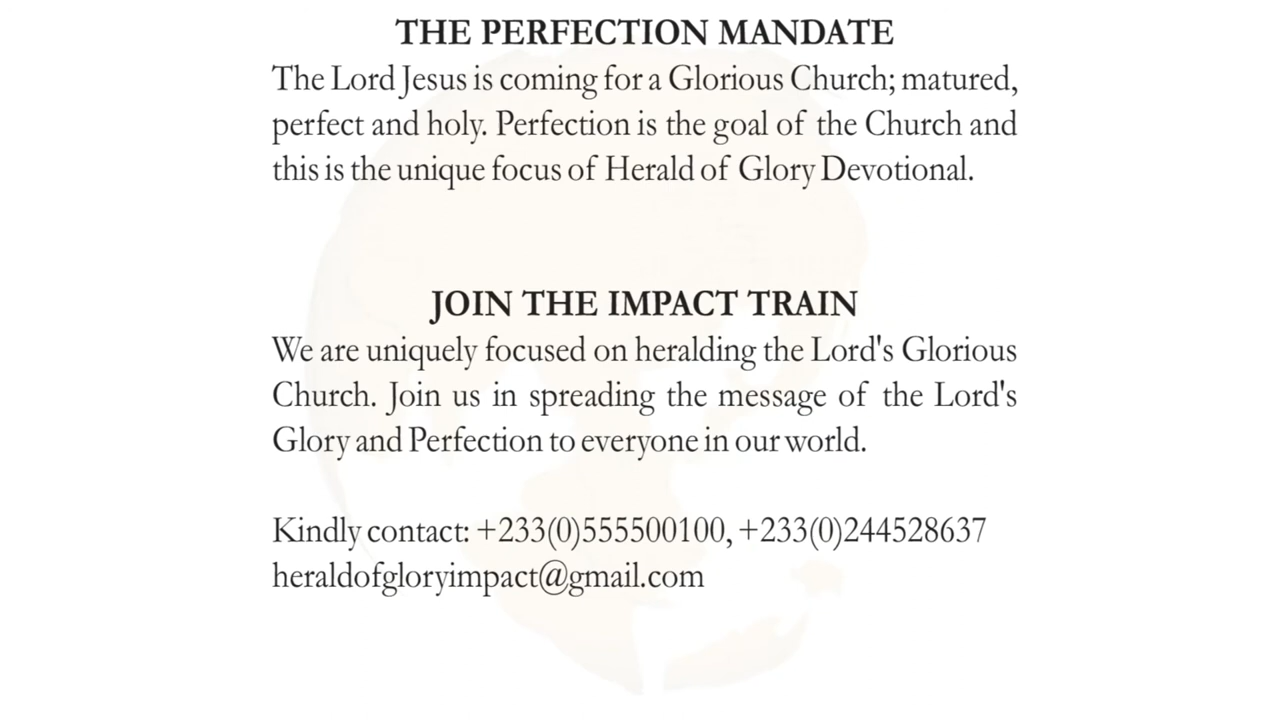 THE PERFECTION MANDATE
The Lord Jesus is coming for a Glorious Church; matured,
perfect and holy. Perfection is the goal of the Church and
this is the unique focus of Herald of Glory Devotional.
JOIN THE IMPACT TRAIN
We are uniquely focused on heralding the Lord's Glorious
Church. Join us in spreading the message of the Lord's
Glory and Perfection to everyone in our world.
Kindly contact: +233(0)555500100, +233(0)244528637
heraldofgloryimpact@gmail.com